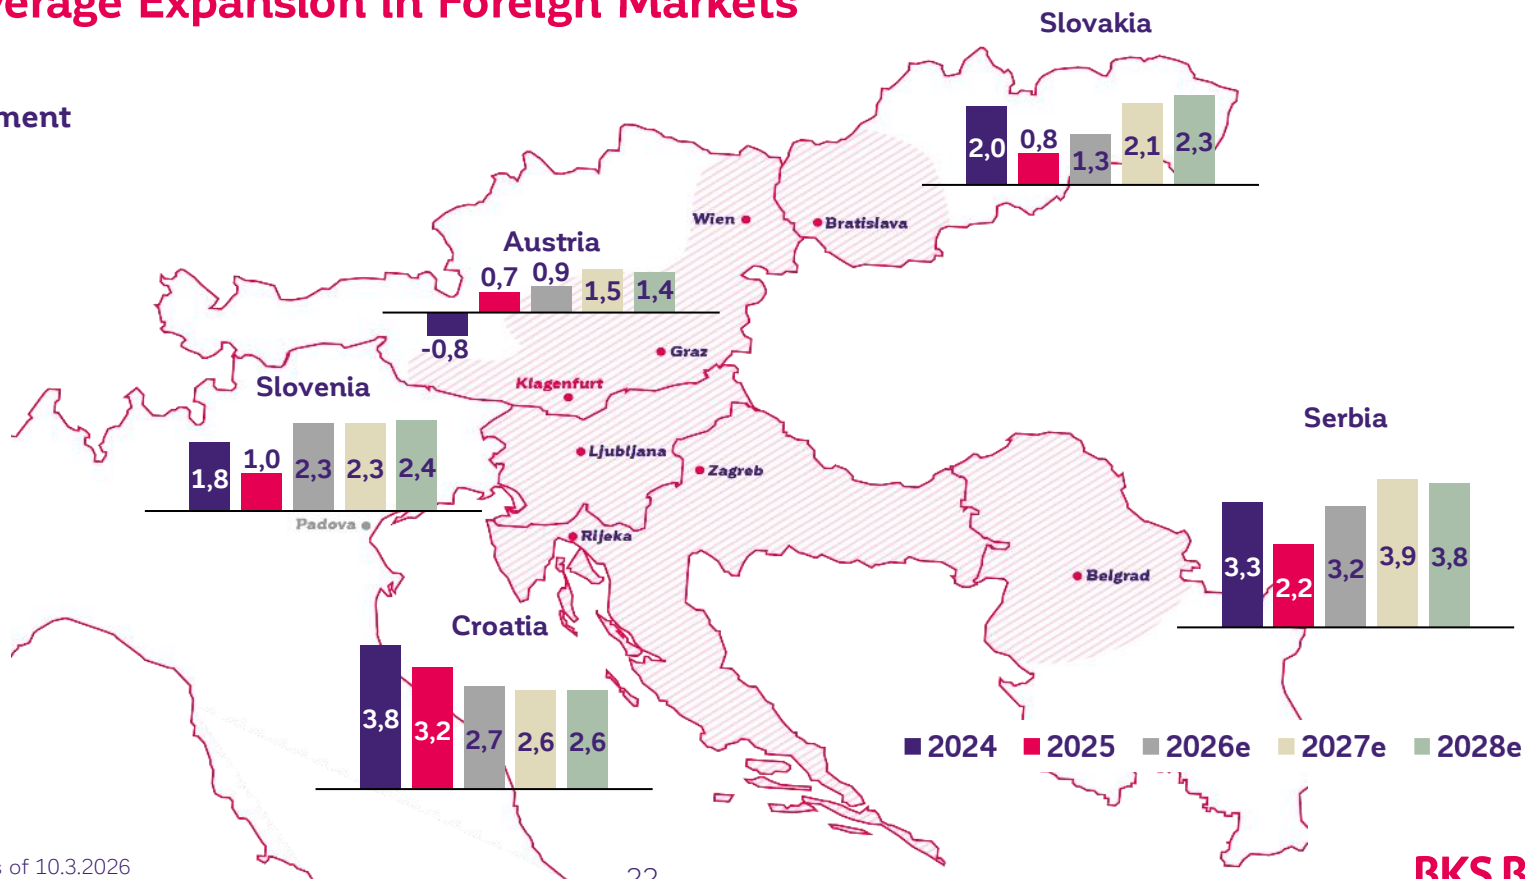 verage Expansion in Foreign Markets
ment
Slovakia
2,0
0,8
1,3
2,1
2,3
Wien
Bratislava
Austria
-0,8
0,7
0,9
1,5
1,4
Graz
Klagenfurt
Slovenia
1,8
1,0
2,3
2,3
2,4
Ljubljana
Zagreb
Padova
Rijeka
Serbia
3,3
2,2
3,2
3,9
3,8
Belgrad
Croatia
3,8
3,2
2,7
2,6
2,6
2024 2025 2026e 2027e 2028e
s of 10.3.2026
22
BKS B